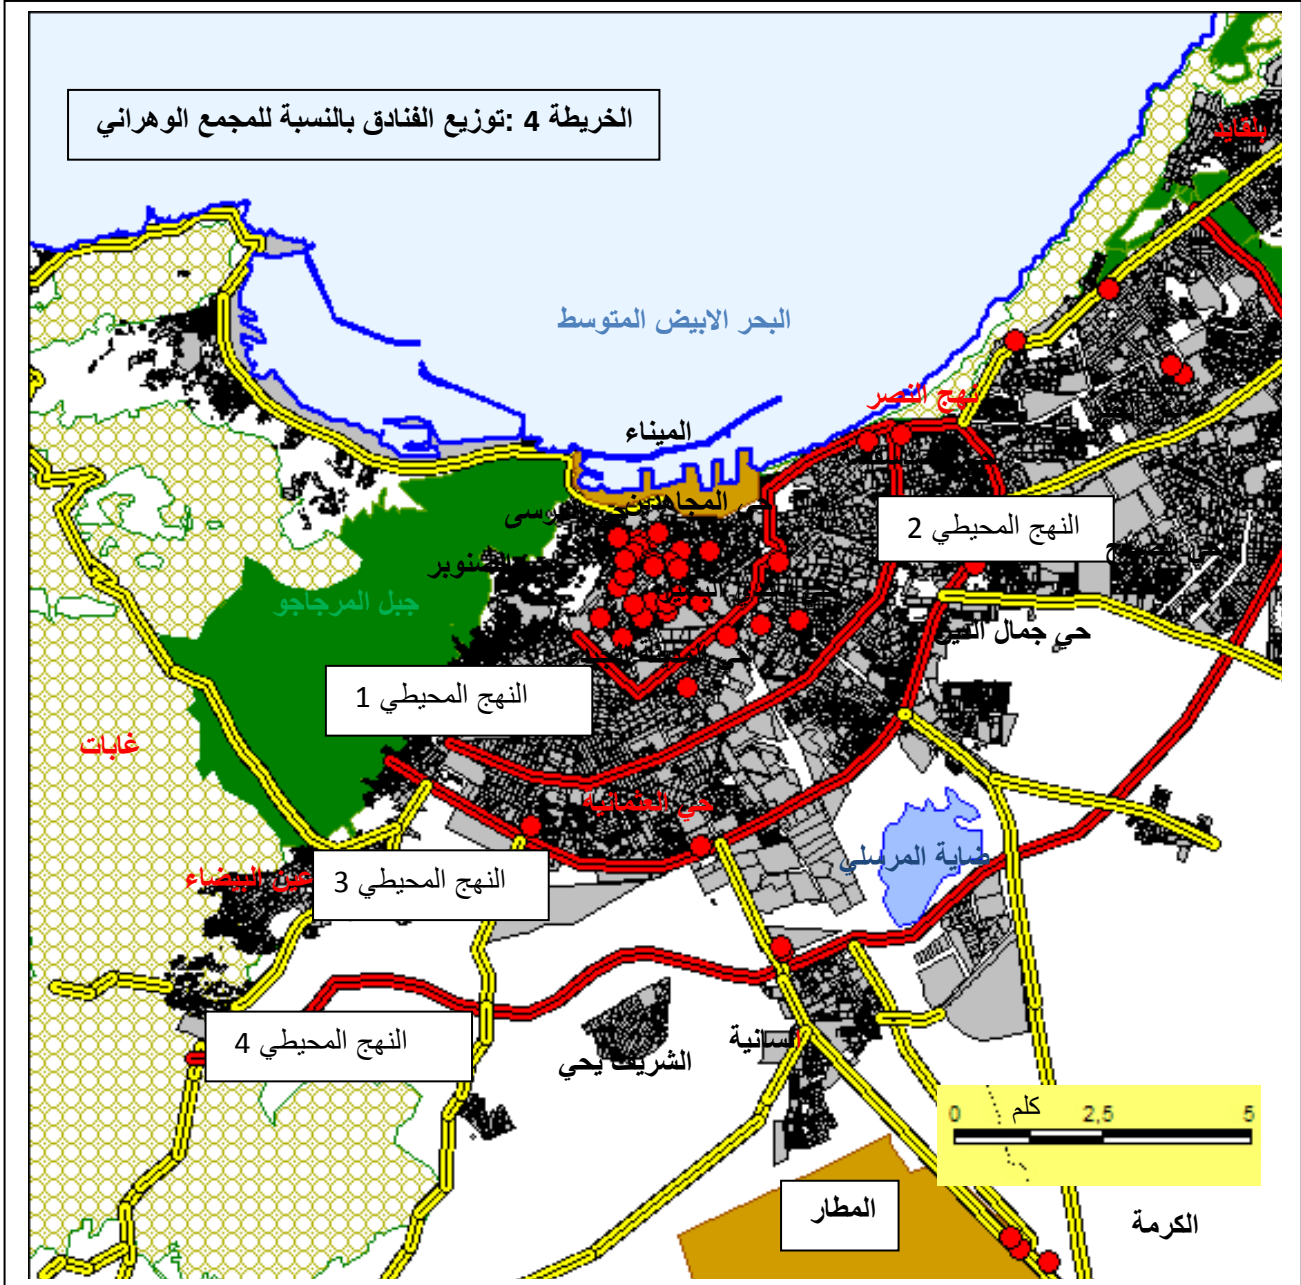 الخريطة 4 :توزيع الفنادق بالنسبة للمجمع الوهراني
بلقايد
البحر الابيض المتوسط
نهج النصر
الميناء
المجاهدين
النهج المحيطي 2
جبل المرجاجو
حي جمال الدين
النهج المحيطي 1
غابات
حي العثمانية
ضاية المرسلي
عين البيضاء
النهج المحيطي 3
النهج المحيطي 4
السانية
الشريف يحي
0 كلم 2,5 5
المطار
الكرمة